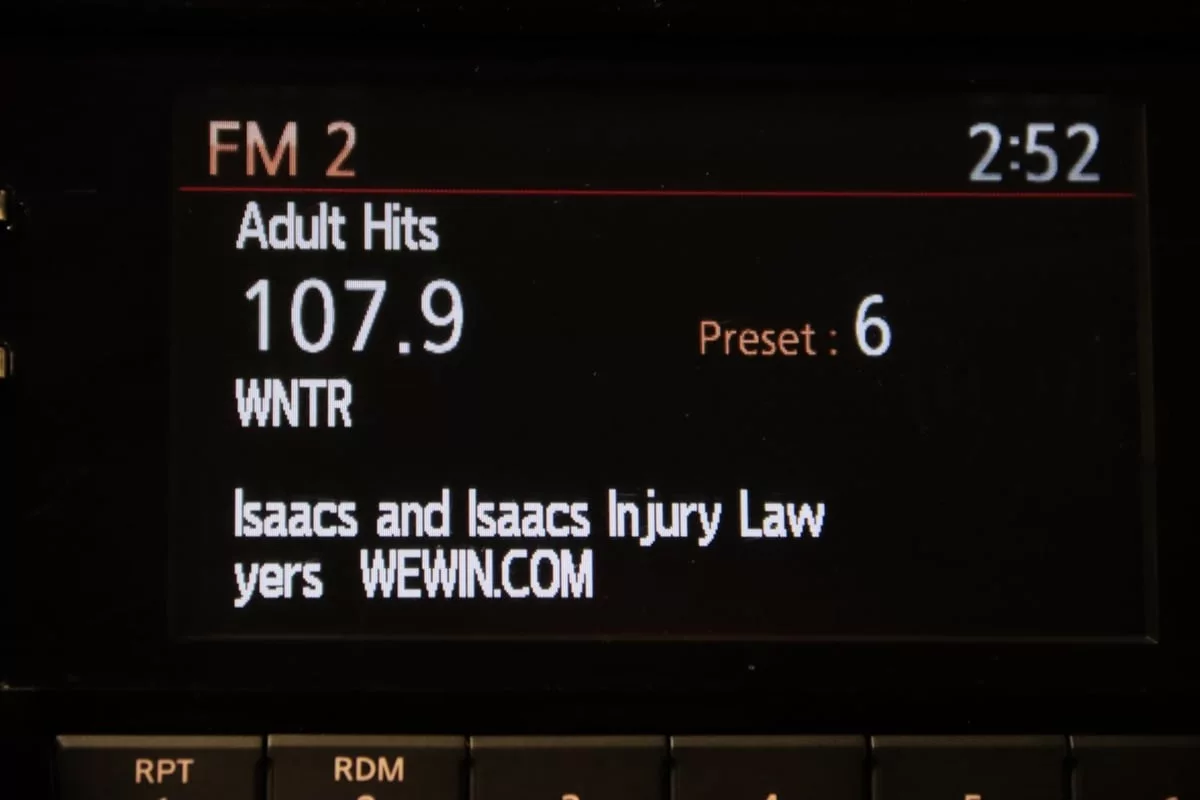 FM 2 2:52
Adult Hits
107.9 Preset : 6
WNTR
Isaacs and Isaacs Injury Law
yers WEWIN.COM
RPT RDM